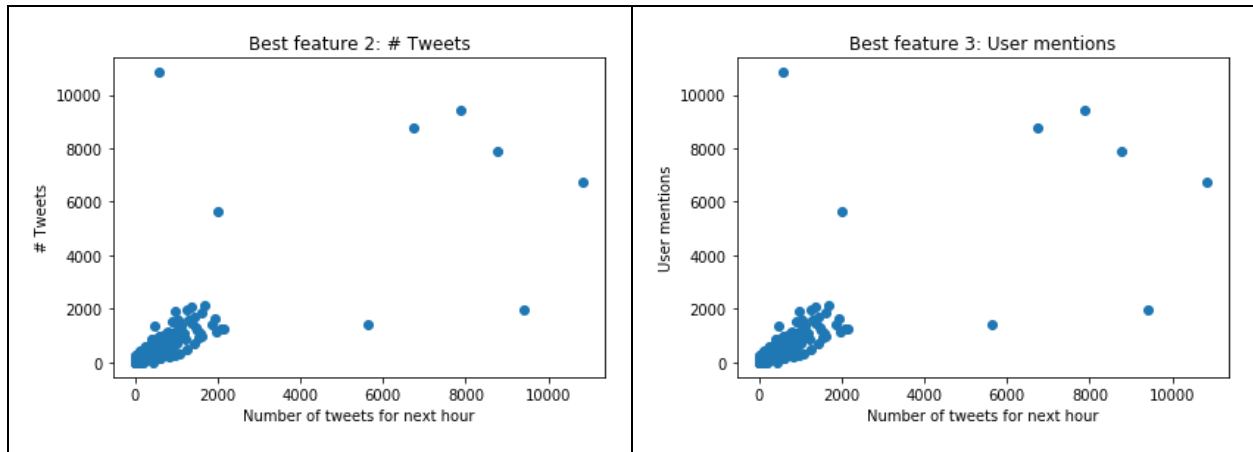 Best feature 2: # Tweets
10000
8000
6000
4000
2000
0
# Tweets
0 2000 4000 6000 8000 10000
Number of tweets for next hour
Best feature 3: User mentions
10000
8000
6000
4000
2000
0
User mentions
0 2000 4000 6000 8000 10000
Number of tweets for next hour